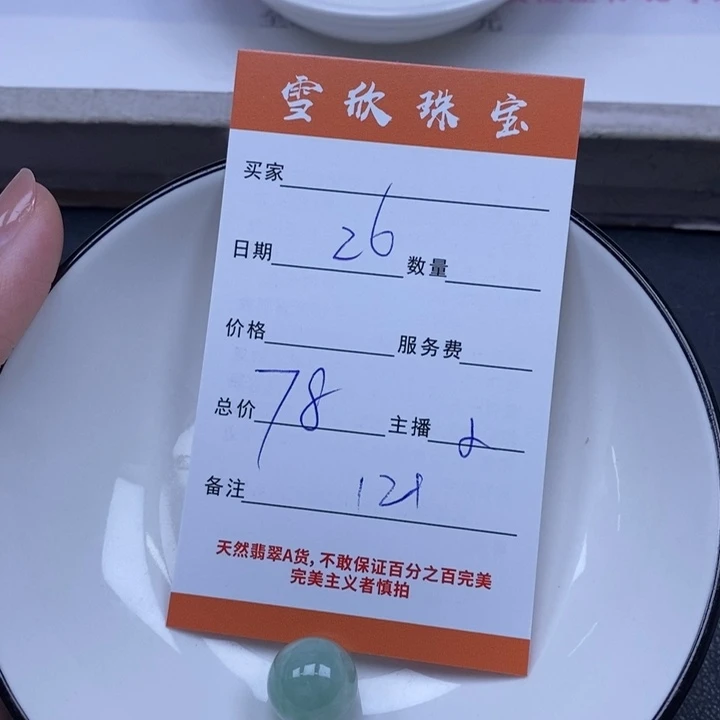 雪欣珠宝
买家
日期 26 数量
价格 服务费
总价 78 主播
备注 121
天然翡翠A货,不敢保证百分之百完美
完美主义者慎拍